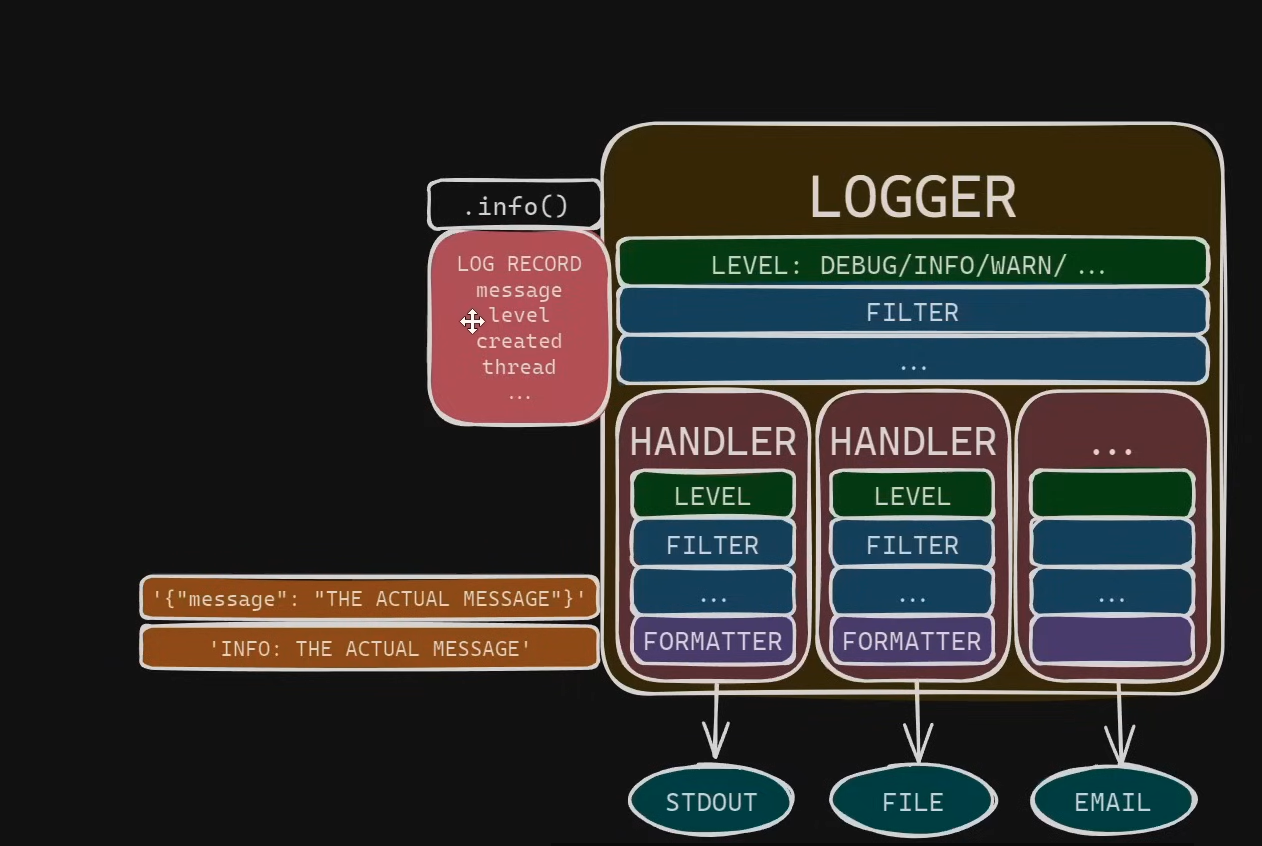 LOGGER
.info()
LOG RECORD
message
level
created
thread
...
LEVEL: DEBUG/INFO/WARN/...
FILTER
...
HANDLER
LEVEL
FILTER
...
FORMATTER
HANDLER
LEVEL
FILTER
...
FORMATTER
...
...
'{"message": "THE ACTUAL MESSAGE"}'
'INFO: THE ACTUAL MESSAGE'
STDOUT
FILE
EMAIL